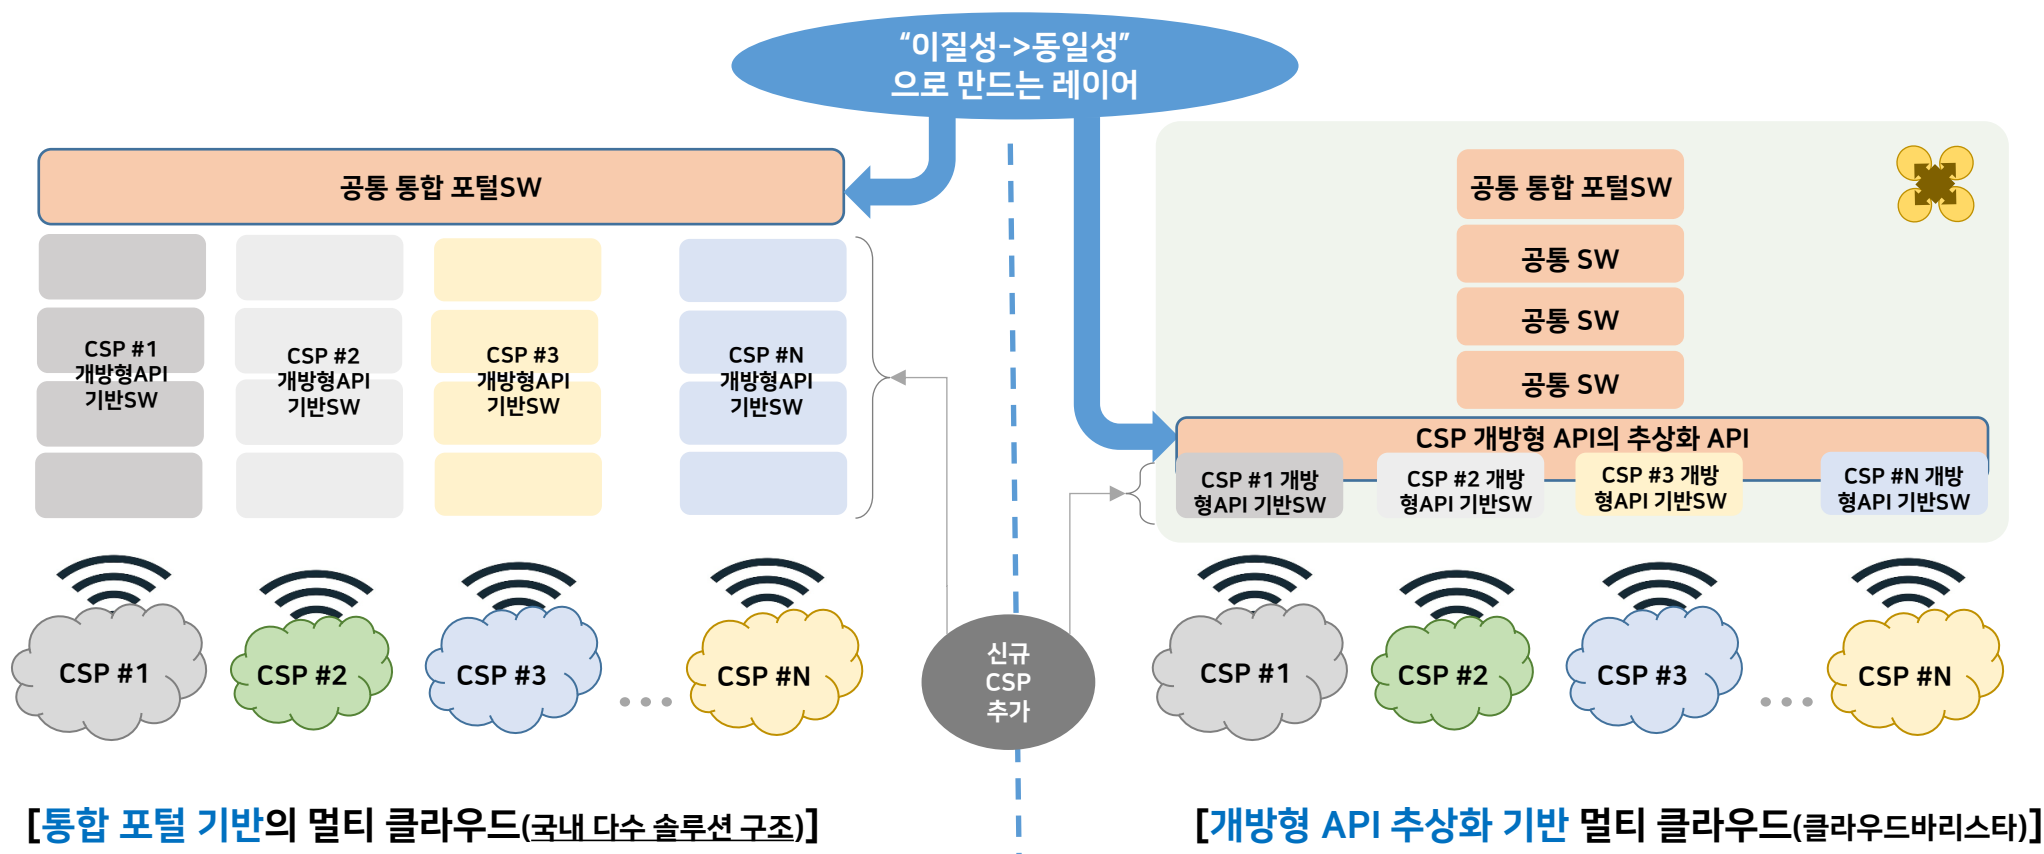 “이질성->동일성”
으로 만드는 레이어
공통 통합 포털SW
CSP #1
개방형API
기반SW
CSP #2
개방형API
기반SW
CSP #3
개방형API
기반SW
CSP #N
개방형API
기반SW
CSP #1
CSP #2
CSP #3
CSP #N
[통합 포털 기반의 멀티 클라우드(국내 다수 솔루션 구조)]
신규
CSP
추가
공통 통합 포털SW
공통 SW
공통 SW
공통 SW
CSP 개방형 API의 추상화 API
CSP #1 개방
형API 기반SW
CSP #2 개방
형API 기반SW
CSP #3 개방
형API 기반SW
CSP #N 개방
형API 기반SW
CSP #1
CSP #2
CSP #3
CSP #N
[개방형 API 추상화 기반 멀티 클라우드(클라우드바리스타)]